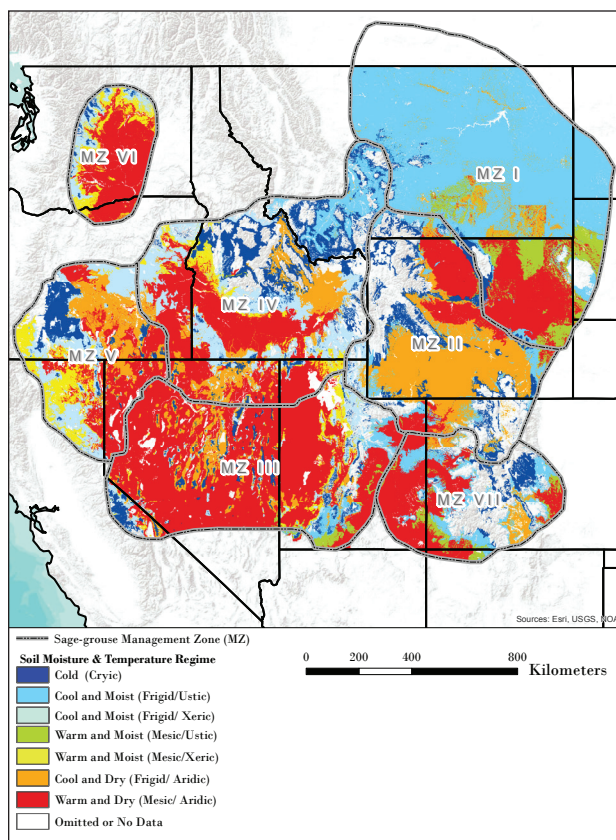 MZ VI
MZ I
MZ IV
MZ II
MZ V
MZ III
MZ VII
Sources: Esri, USGS, NOA
Sage-grouse Management Zone (MZ)
Soil Moisture & Temperature Regime
Cold (Cryic)
Cool and Moist (Frigid/Ustic)
Cool and Moist (Frigid/ Xeric)
Warm and Moist (Mesic/Ustic)
Warm and Moist (Mesic/Xeric)
Cool and Dry (Frigid/ Aridic)
Warm and Dry (Mesic/ Aridic)
Omitted or No Data
0 200 400 800
Kilometers